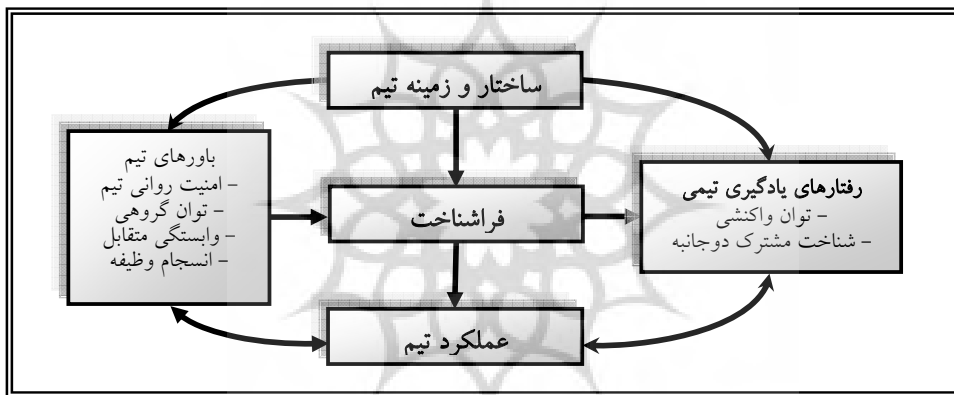 ساختار و زمینه تیم
باورهای تیم
- امنیت روانی تیم
- توان گروهی
- وابستگی متقابل
- انسجام وظیفه
فراشناخت
رفتارهای یادگیری تیمی
- توان واکنشی
- شناخت مشترک دوجانبه
عملکرد تیم